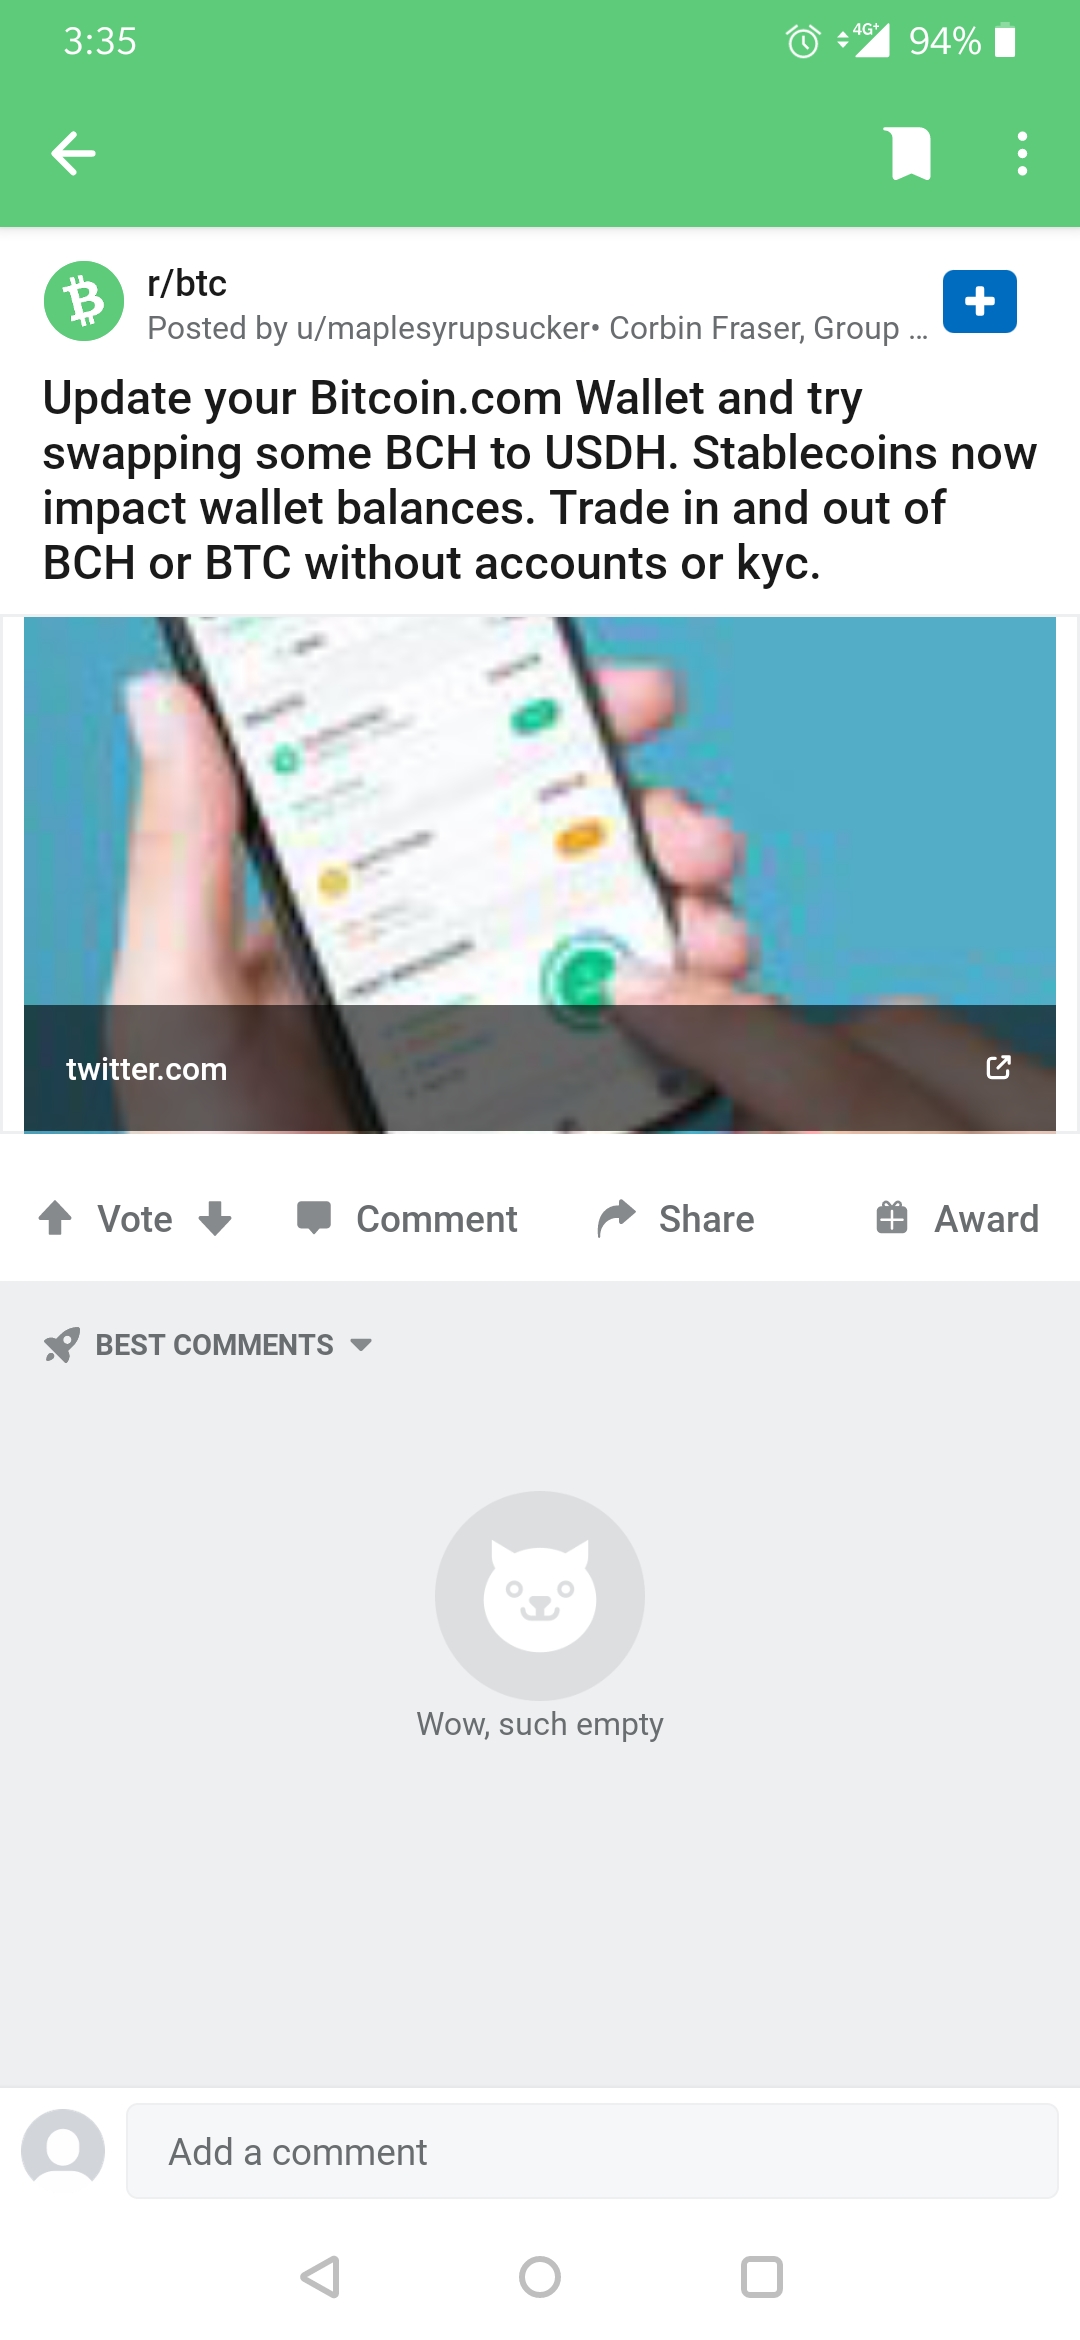 3:35
4G+ 94%
r/btc
Posted by u/maplesyrupsucker• Corbin Fraser, Group ...
Update your Bitcoin.com Wallet and try
swapping some BCH to USDH. Stablecoins now
impact wallet balances. Trade in and out of
BCH or BTC without accounts or kyc.
twitter.com
Vote Comment Share Award
BEST COMMENTS
Wow, such empty
Add a comment